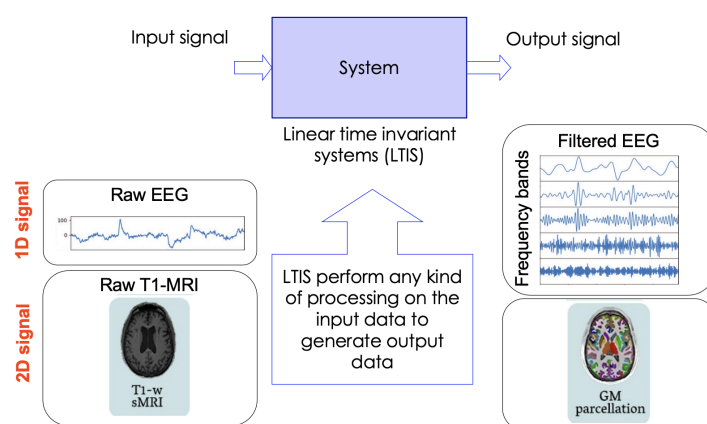 Input signal
System
Output signal
Linear time invariant
systems (LTIS)
1D signal
Raw EEG
100
0
Filtered EEG
Frequency bands
2D signal
Raw T1-MRI
T1-w
sMRI
LTIS perform any kind
of processing on the
input data to
generate output
data
GM
parcellation